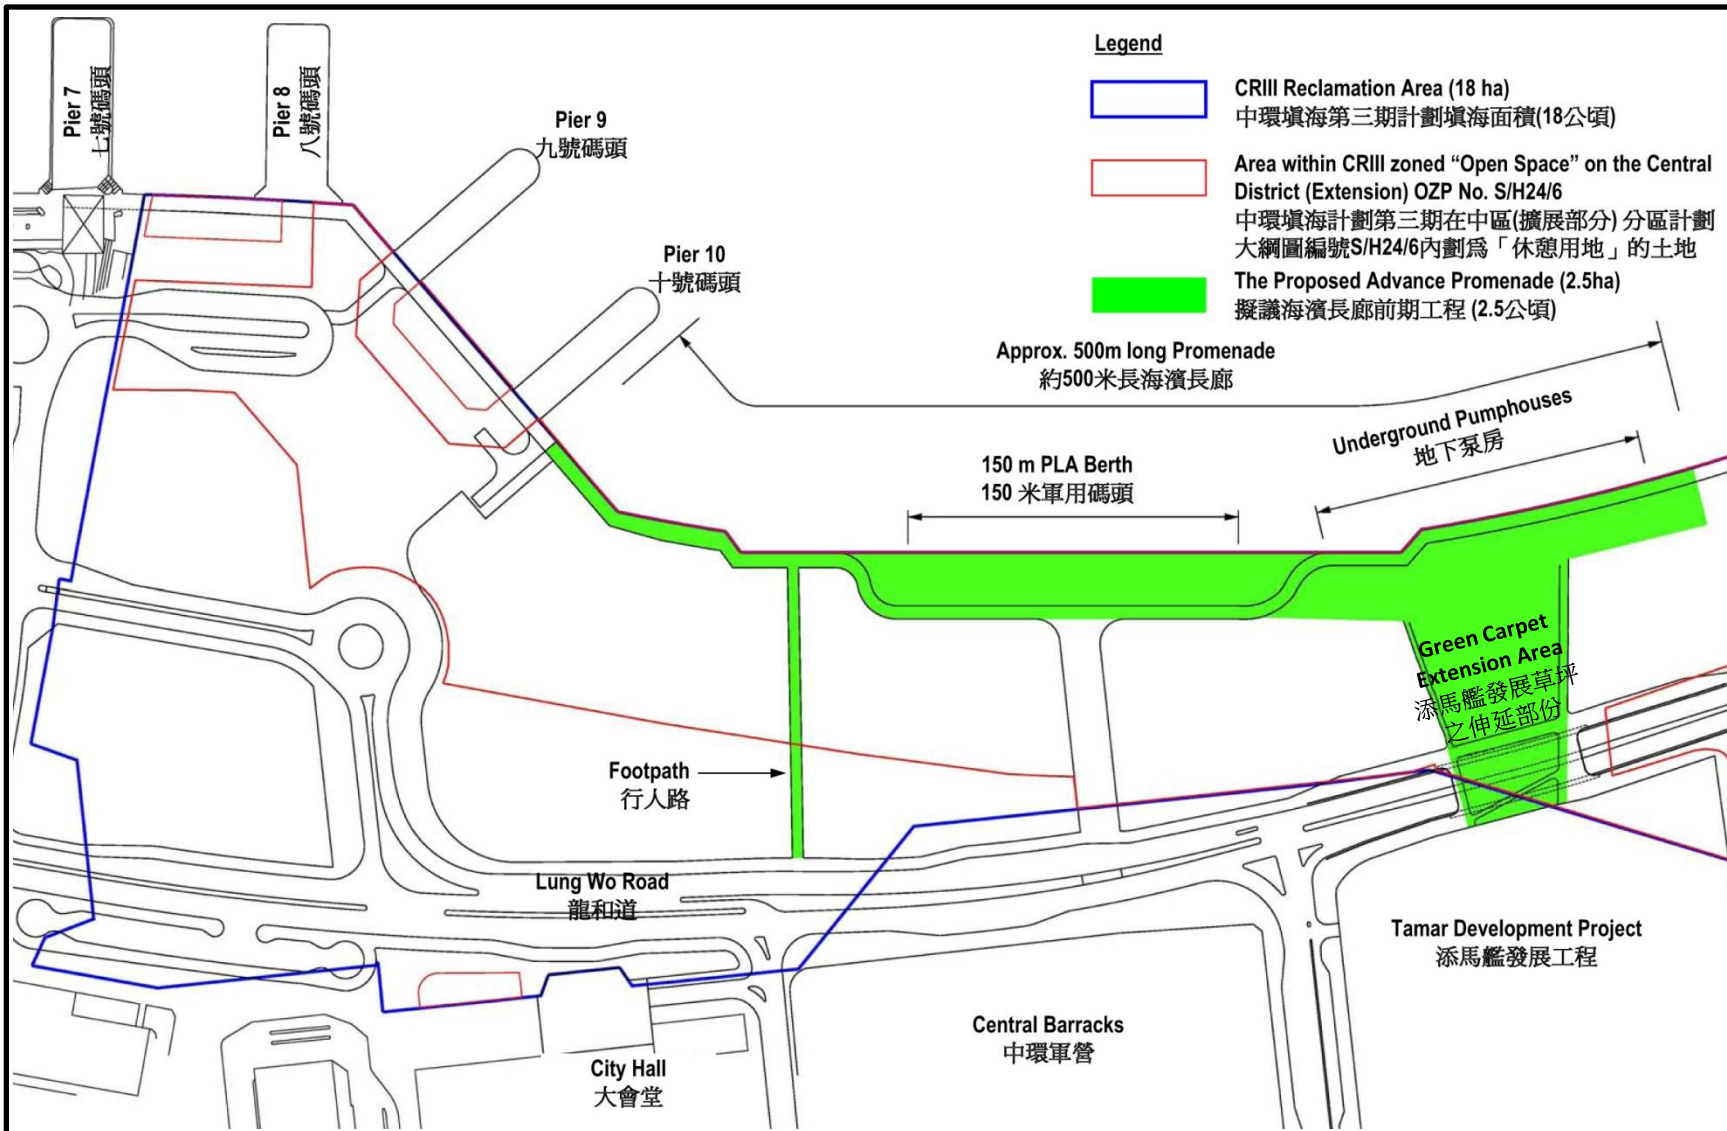 Legend
CRIII Reclamation Area (18 ha)
中環填海第三期計劃填海面積(18公頃)
Area within CRIII zoned “Open Space” on the Central
District (Extension) OZP No. S/H24/6
中環填海計劃第三期在中區(擴展部分) 分區計劃
大綱圖編號S/H24/6內劃爲「休憩用地」的土地
The Proposed Advance Promenade (2.5ha)
擬議海濱長廊前期工程 (2.5公頃)
Pier 7
七號碼頭
Pier 8
八號碼頭
Pier 9
九號碼頭
Pier 10
十號碼頭
Approx. 500m long Promenade
約500米長海濱長廊
Underground Pumphouses
地下泵房
150 m PLA Berth
150 米軍用碼頭
Green Carpet
Extension Area
添馬艦發展草坪
之伸延部份
Footpath
行人路
Lung Wo Road
龍和道
Tamar Development Project
添馬艦發展工程
Central Barracks
中環軍營
City Hall
大會堂